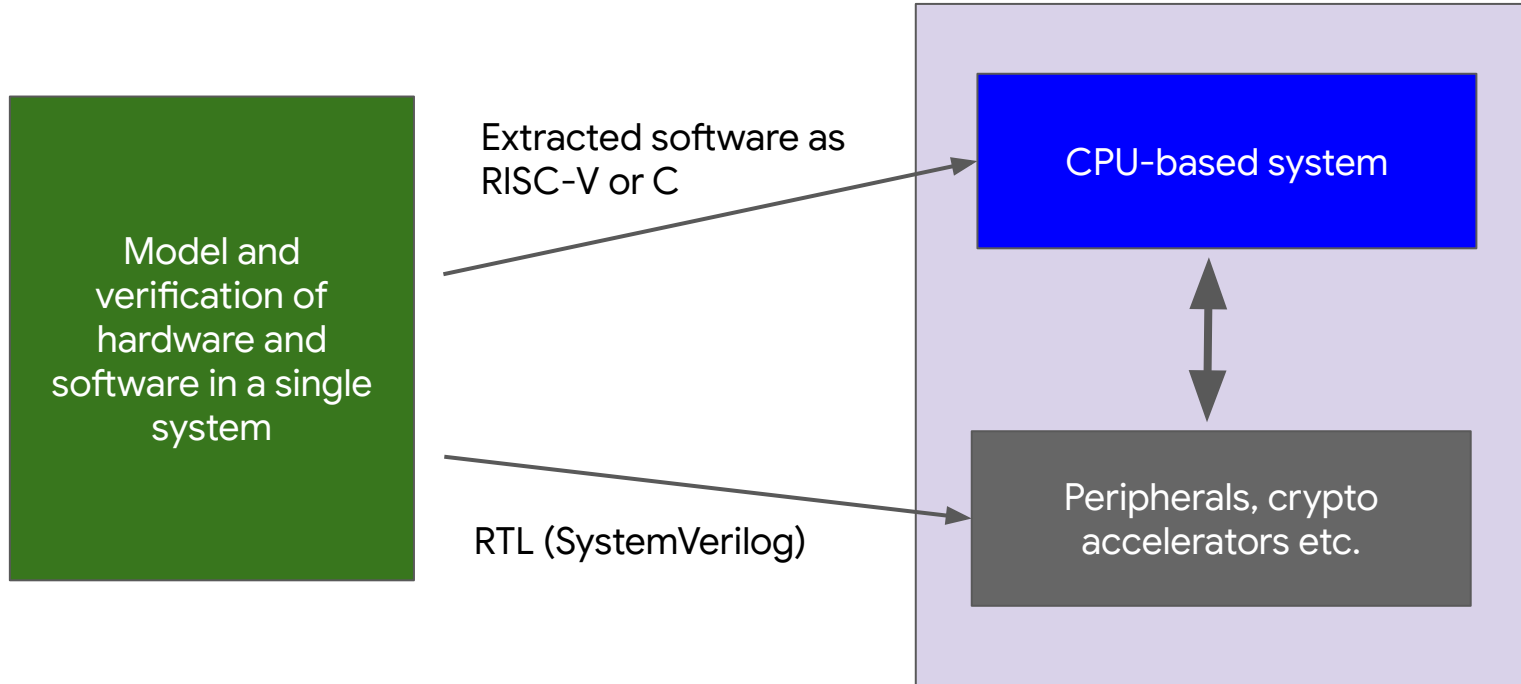 Model and
verification of
hardware and
software in a single
system
Extracted software as
RISC-V or C
RTL (SystemVerilog)
CPU-based system
Peripherals, crypto
accelerators etc.